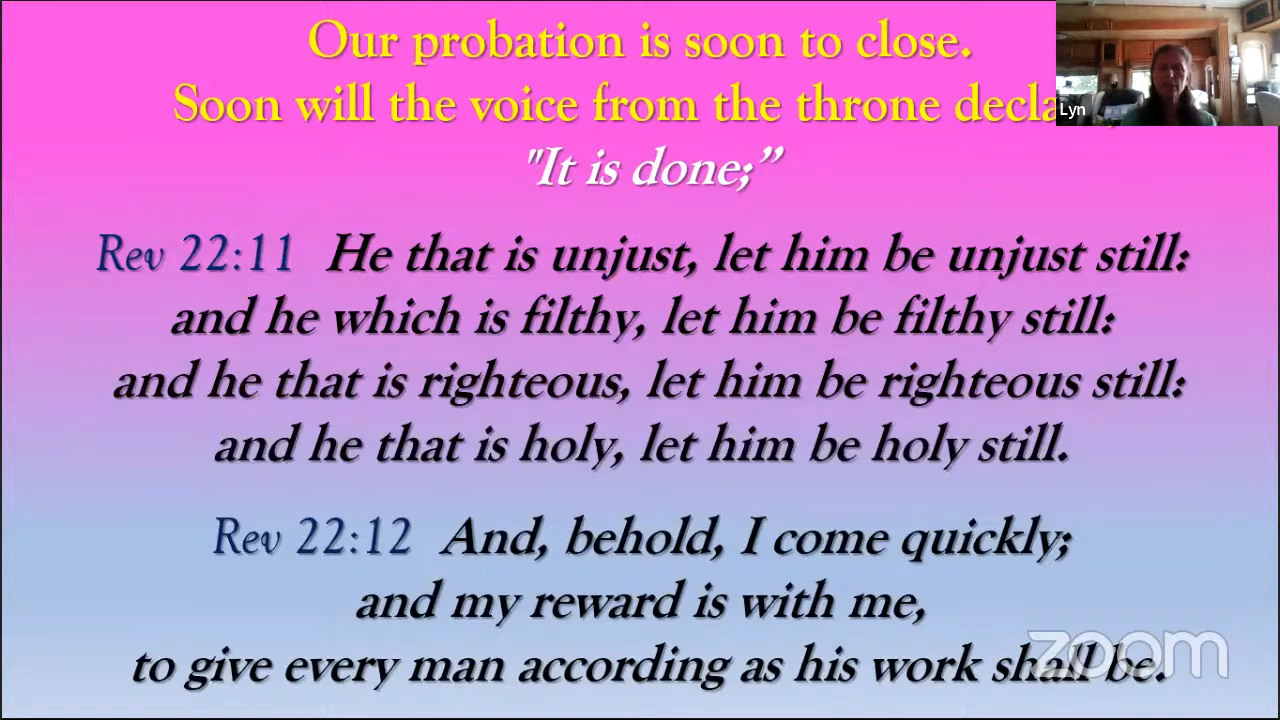 Our probation is soon to close.
Soon will the voice from the throne
Lyn
"It is done;”
Rev 22:11 He that is unjust, let him be unjust still:
and he which is filthy, let him be filthy still:
and he that is righteous, let him be righteous still:
and he that is holy, let him be holy still.
Rev 22:12 And, behold, I come quickly;
and my reward is with me,
to give every man according as his work shall be.
zoom